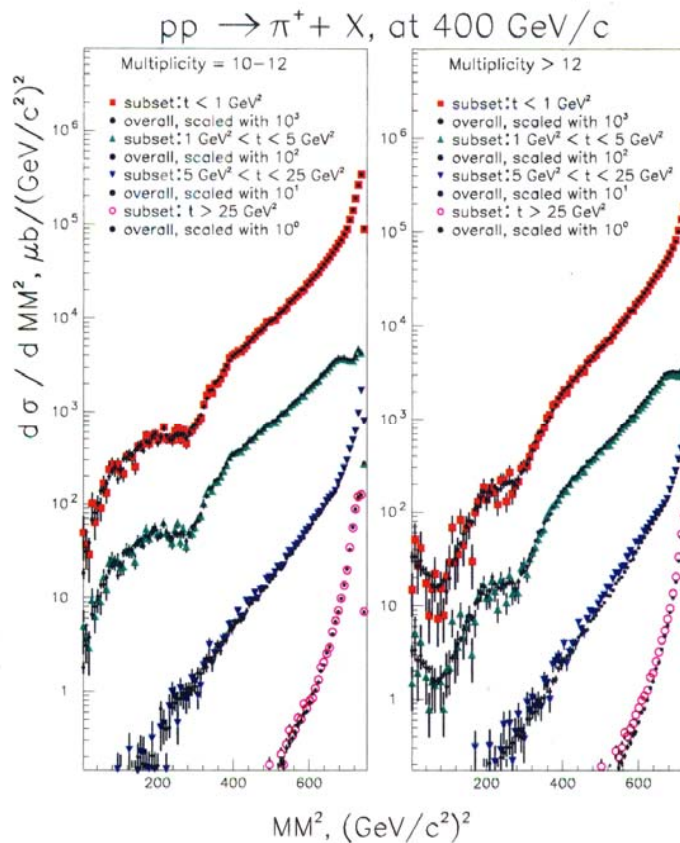 pp → π⁺ + X, at 400 GeV/c
Multiplicity = 10−12
subset: t < 1 GeV²
overall, scaled with 10³
subset: 1 GeV² < t < 5 GeV²
overall, scaled with 10²
subset: 5 GeV² < t < 25 GeV²
overall, scaled with 10¹
subset: t > 25 GeV²
overall, scaled with 10⁰
Multiplicity > 12
subset: t < 1 GeV²
overall, scaled with 10³
subset: 1 GeV² < t < 5 GeV²
overall, scaled with 10²
subset: 5 GeV² < t < 25 GeV²
overall, scaled with 10¹
subset: t > 25 GeV²
overall, scaled with 10⁰
dσ / d MM², μb/(GeV/c²)²
10⁶
10⁵
10⁴
10³
10²
10
1
10⁶
10⁵
10⁴
10³
10²
10
1
200 400 600
200 400 600
MM², (GeV/c²)²